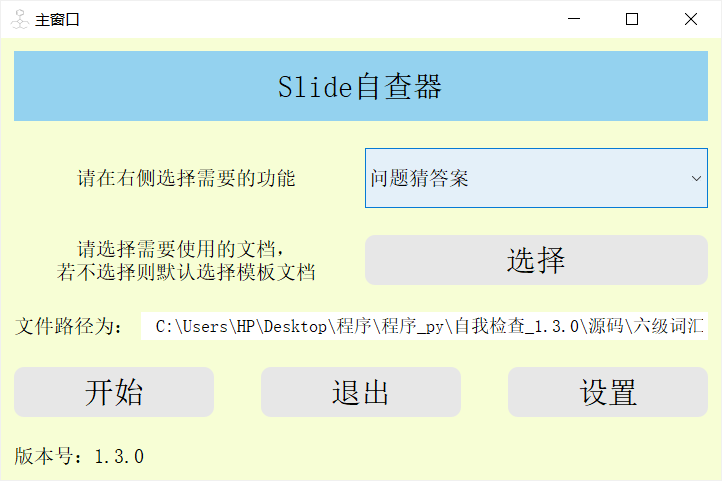 主窗口
Slide自查器
请在右侧选择需要的功能
问题猜答案
请选择需要使用的文档，
若不选择则默认选择模板文档
选择
文件路径为：
C:\Users\HP\Desktop\程序\程序_py\自我检查_1.3.0\源码\六级词汇
开始
退出
设置
版本号：1.3.0